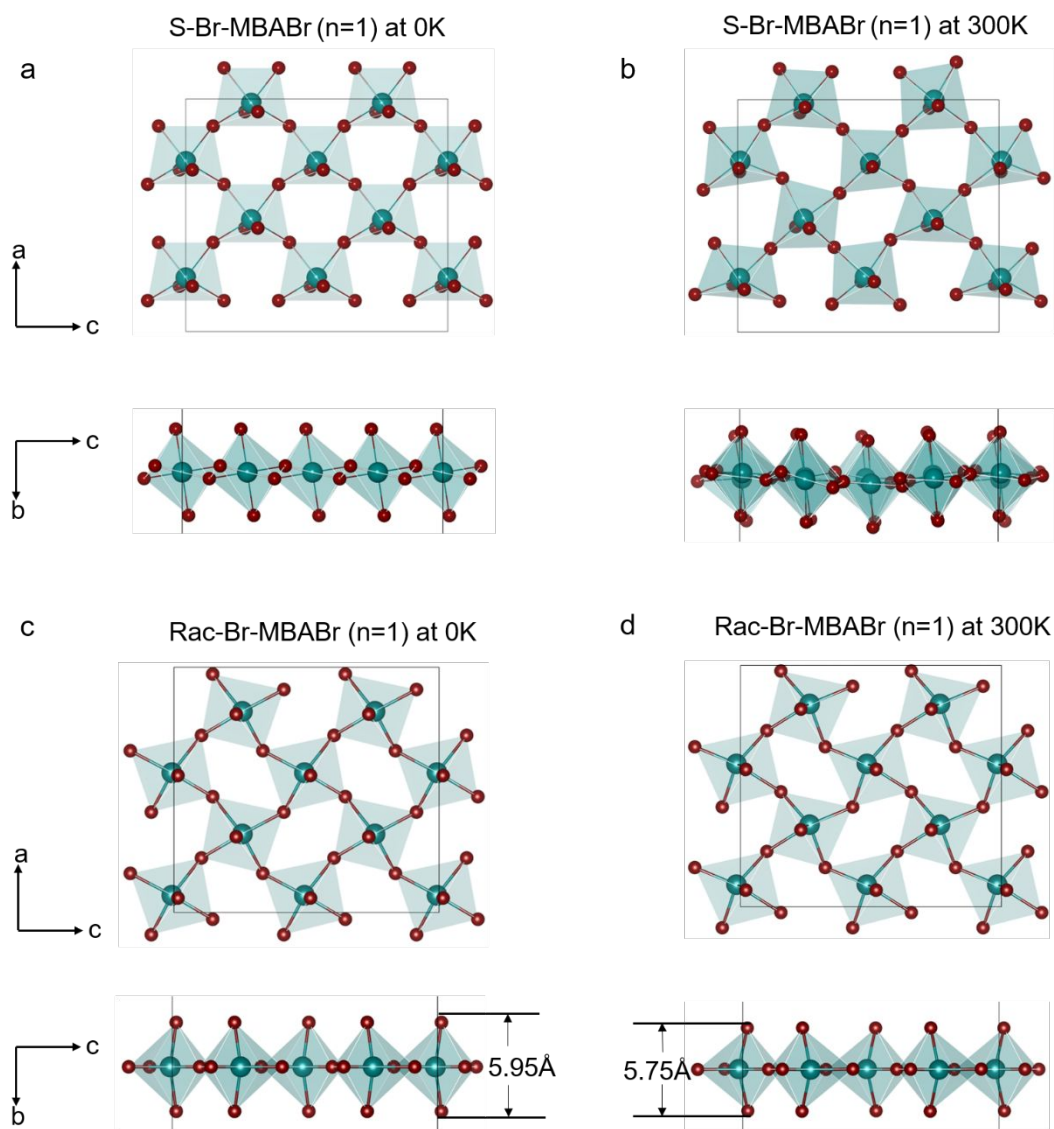 S-Br-MBABr (n=1) at 0K
S-Br-MBABr (n=1) at 300K
a
b
a
c
c
b
Rac-Br-MBABr (n=1) at 0K
Rac-Br-MBABr (n=1) at 300K
c
d
a
c
c
b
5.95Å
5.75Å